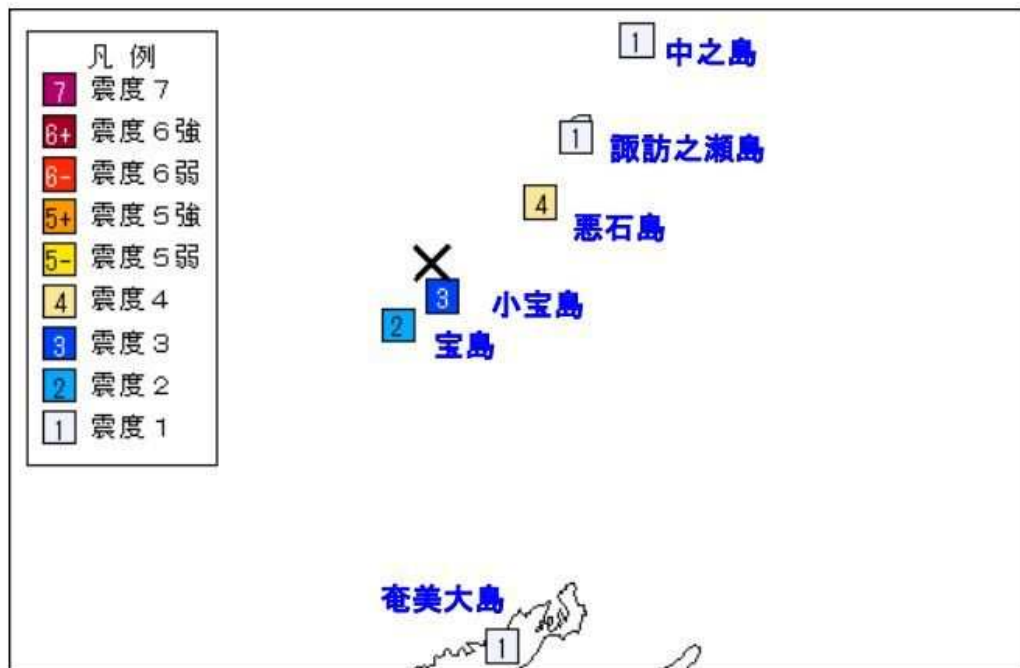 凡例
7 震度7
6+ 震度6強
6- 震度6弱
5+ 震度5強
5- 震度5弱
4 震度4
3 震度3
2 震度2
1 震度1
1 中之島
1 諏訪之瀬島
4 悪石島
3 小宝島
2 宝島
奄美大島
1